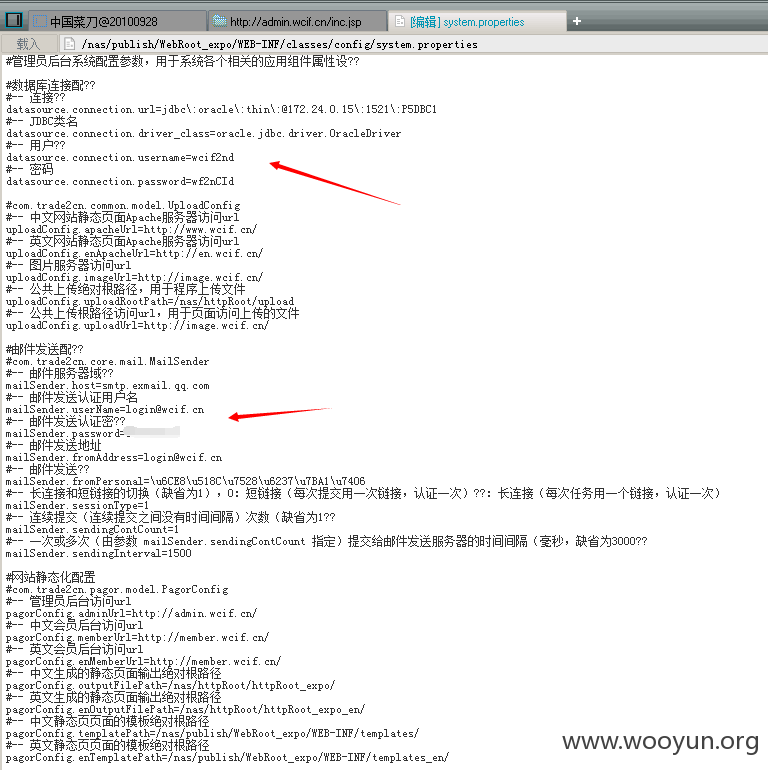 中国菜刀@20100928
http://admin.wcif.cn/inc.jsp
[编辑] system.properties
载入
/nas/publish/WebRoot_expo/WEB-INF/classes/config/system.properties
#管理员后台系统配置参数，用于系统各个相关的应用组件属性设??
#数据库连接配??
#-- 连接??
datasource.connection.url=jdbc\:oracle\:thin\:@172.24.0.15\:1521\:P5DBC1
#-- JDBC类名
datasource.connection.driver_class=oracle.jdbc.driver.OracleDriver
#-- 用户??
datasource.connection.username=wcif2nd
#-- 密码
datasource.connection.password=wf2nCId
#com.trade2cn.common.model.UploadConfig
#-- 中文网站静态页面Apache服务器访问url
uploadConfig.apacheUrl=http://www.wcif.cn/
#-- 英文网站静态页面Apache服务器访问url
uploadConfig.enApacheUrl=http://en.wcif.cn/
#-- 图片服务器访问url
uploadConfig.imageUrl=http://image.wcif.cn/
#-- 公共上传绝对根路径，用于程序上传文件
uploadConfig.uploadRootPath=/nas/httpRoot/upload
#-- 公共上传根路径访问url，用于页面访问上传的文件
uploadConfig.uploadUrl=http://image.wcif.cn/
#邮件发送配??
#com.trade2cn.core.mail.MailSender
#-- 邮件服务器域??
mailSender.host=smtp.exmail.qq.com
#-- 邮件发送认证用户名
mailSender.userName=login@wcif.cn
#-- 邮件发送认证密??
mailSender.password=
#-- 邮件发送地址
mailSender.fromAddress=login@wcif.cn
#-- 邮件发送??
mailSender.fromPersonal=\u6CE8\u518C\u7528\u6237\u7BA1\u7406
#-- 长连接和短链接的切换（缺省为1），0：短链接（每次提交用一次链接，认证一次）??：长连接（每次任务用一个链接，认证一次）
mailSender.sessionType=1
#-- 连续提交（连续提交之间没有时间间隔）次数（缺省为1??
mailSender.sendingContCount=1
#-- 一次或多次（由参数 mailSender.sendingContCount 指定）提交给邮件发送服务器的时间间隔（毫秒，缺省为3000??
mailSender.sendingInterval=1500
#网站静态化配置
#com.trade2cn.pagor.model.PagorConfig
#-- 管理员后台访问url
pagorConfig.adminUrl=http://admin.wcif.cn/
#-- 中文会员后台访问url
pagorConfig.memberUrl=http://member.wcif.cn/
#-- 英文会员后台访问url
pagorConfig.enMemberUrl=http://member.wcif.cn/
#-- 中文生成的静态页面输出绝对根路径
pagorConfig.outputFilePath=/nas/httpRoot/httpRoot_expo/
#-- 英文生成的静态页面输出绝对根路径
pagorConfig.enOutputFilePath=/nas/httpRoot/httpRoot_expo_en/
#-- 中文静态页页面的模板绝对根路径
pagorConfig.templatePath=/nas/publish/WebRoot_expo/WEB-INF/templates/
#-- 英文静态页页面的模板绝对根路径
pagorConfig.enTemplatePath=/nas/publish/WebRoot_expo/WEB-INF/templates_en/
www.wooyun.org